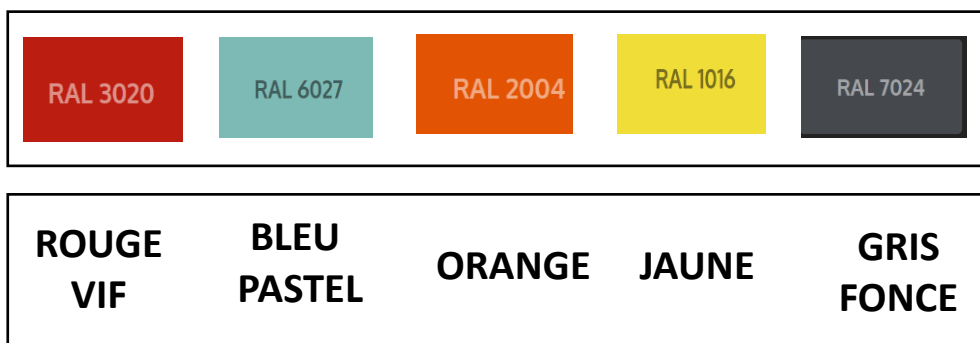 RAL 3020
RAL 6027
RAL 2004
RAL 1016
RAL 7024
ROUGE
VIF
BLEU
PASTEL
ORANGE
JAUNE
GRIS
FONCE